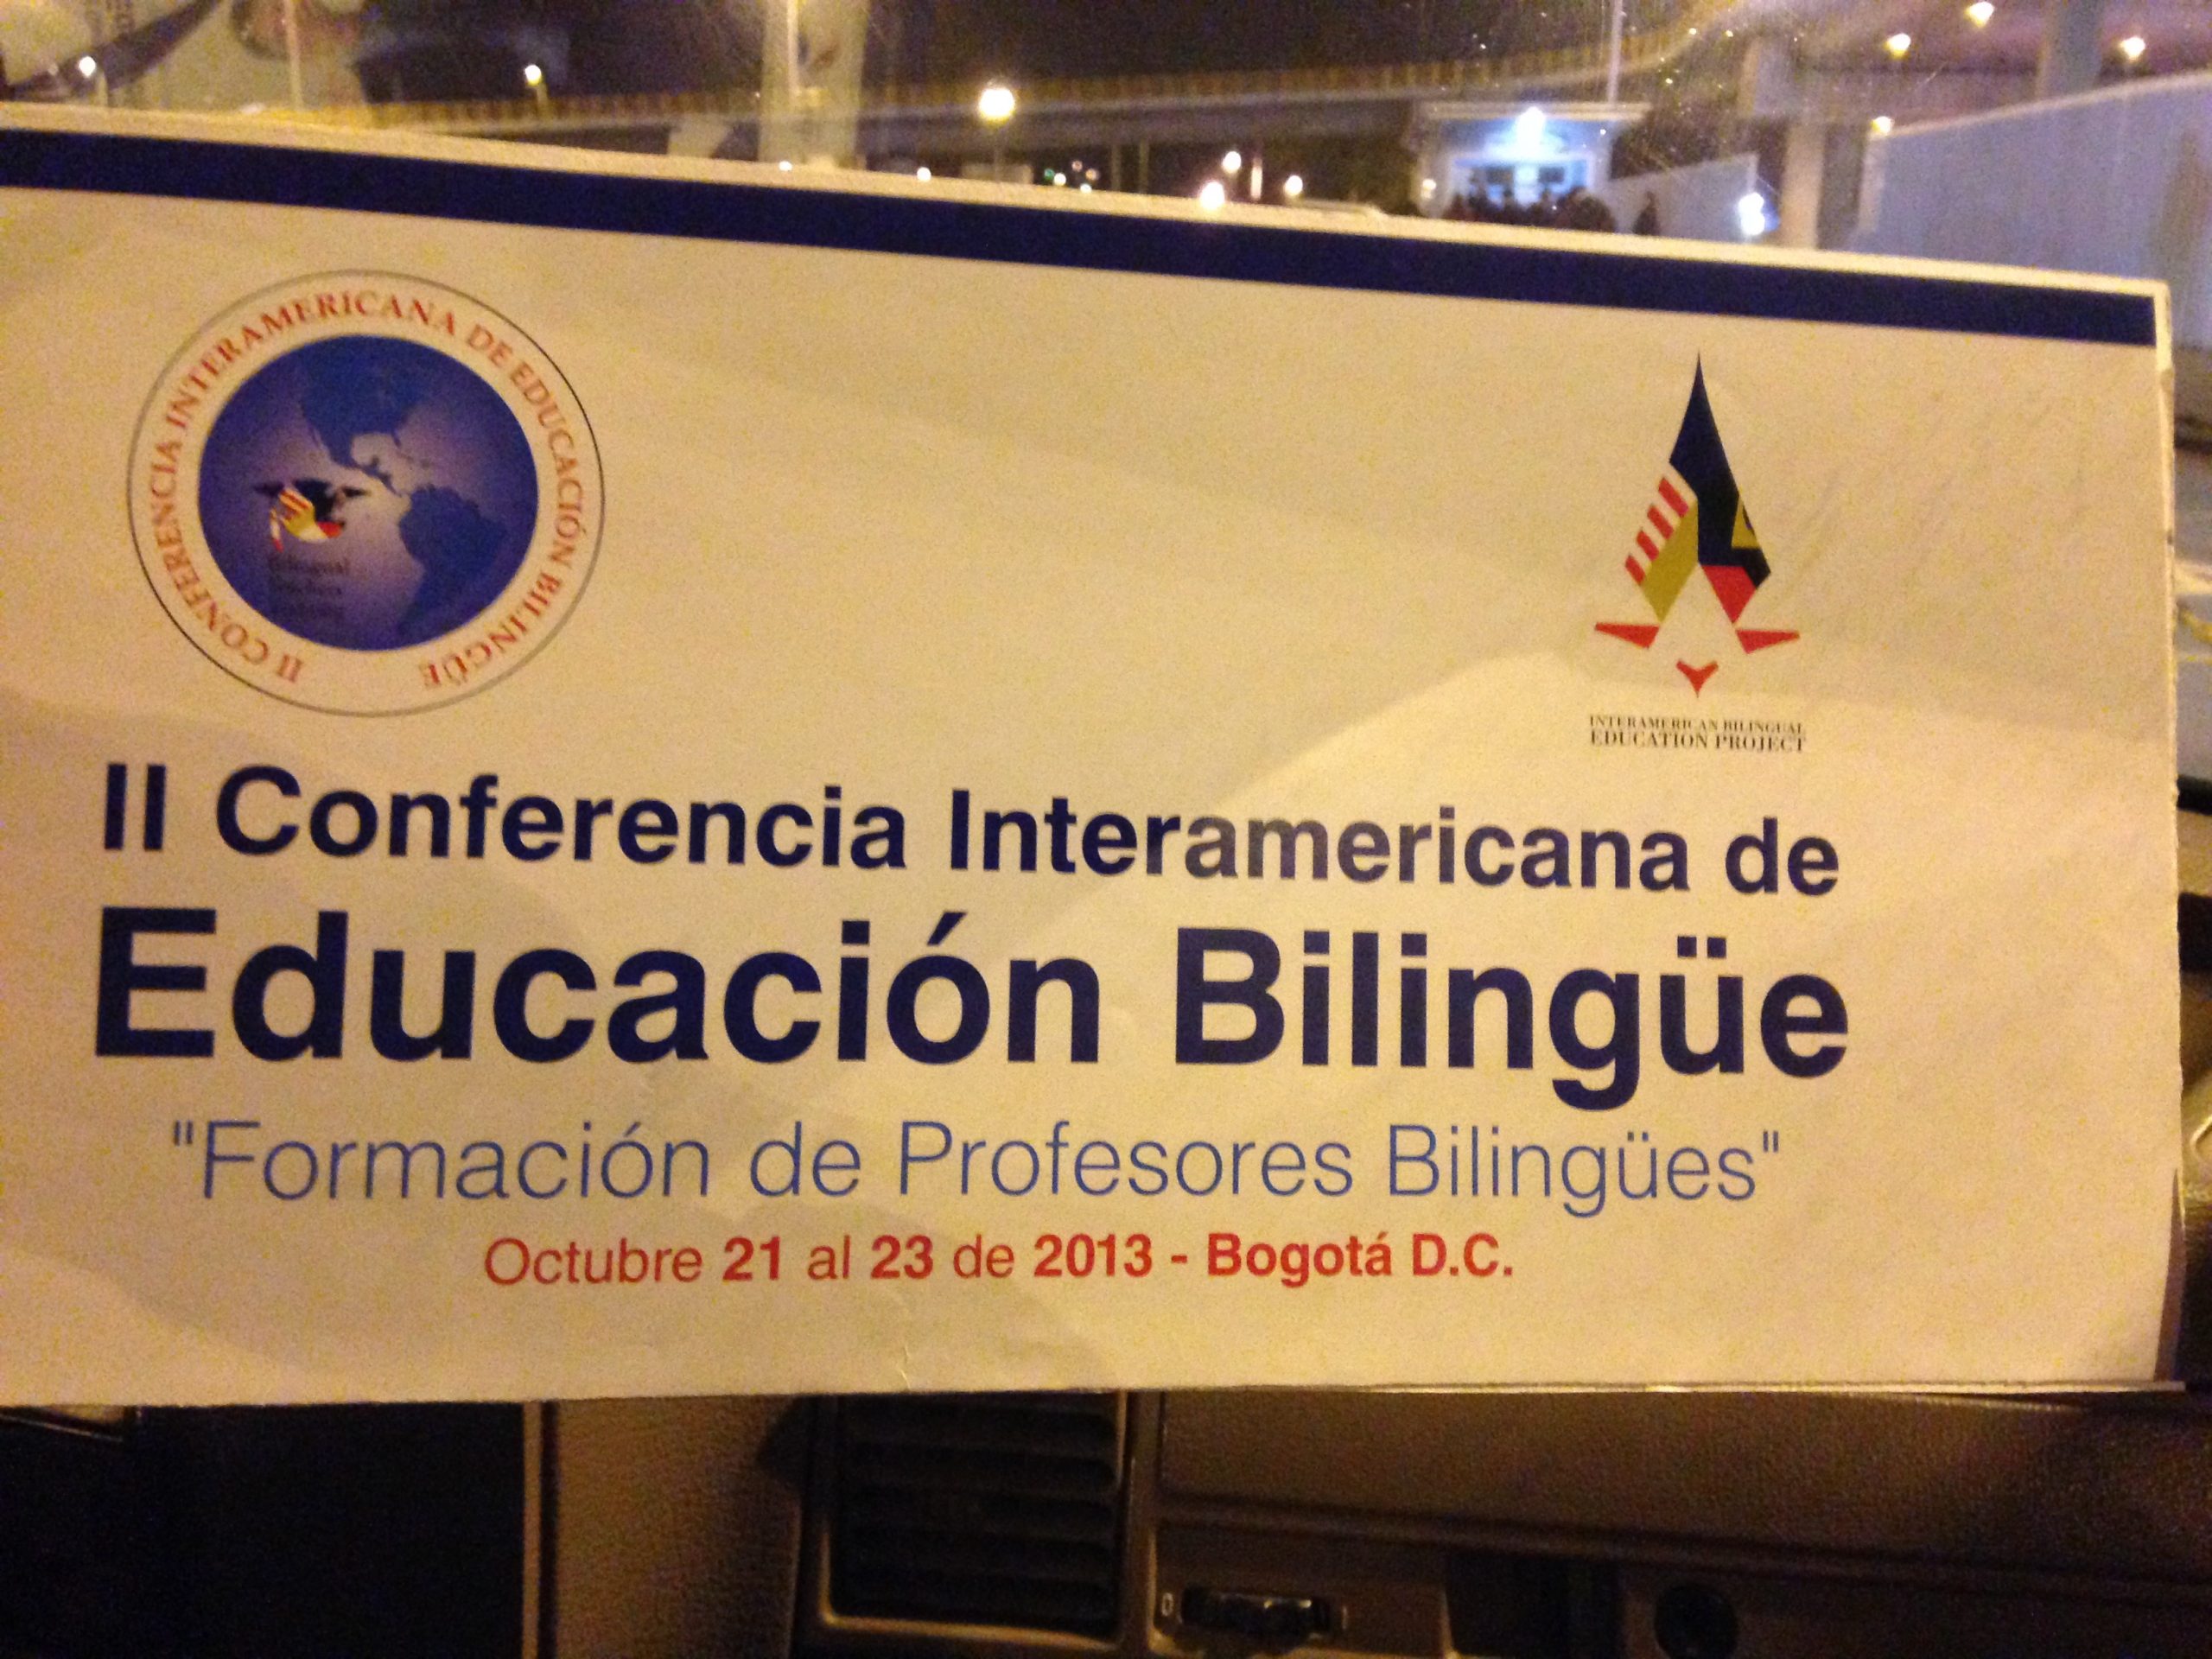 II CONFERENCIA INTERAMERICANA DE EDUCACIÓN BILINGÜE
INTERAMERICAN BILINGUAL
EDUCATION PROJECT
II Conferencia Interamericana de
Educación Bilingüe
"Formación de Profesores Bilingües"
Octubre 21 al 23 de 2013 - Bogotá D.C.
0